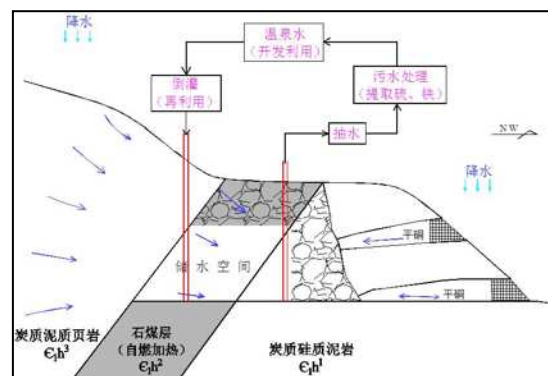 降水
温泉水
（开发利用）
倒灌
（再利用）
污水处理
（提取硫、铁）
抽水
NW
降水
平硐
储水空间
平硐
炭质泥质页岩
Є₁h³
石煤层
（自燃加热）
Є₁h²
炭质硅质泥岩
Є₁h¹